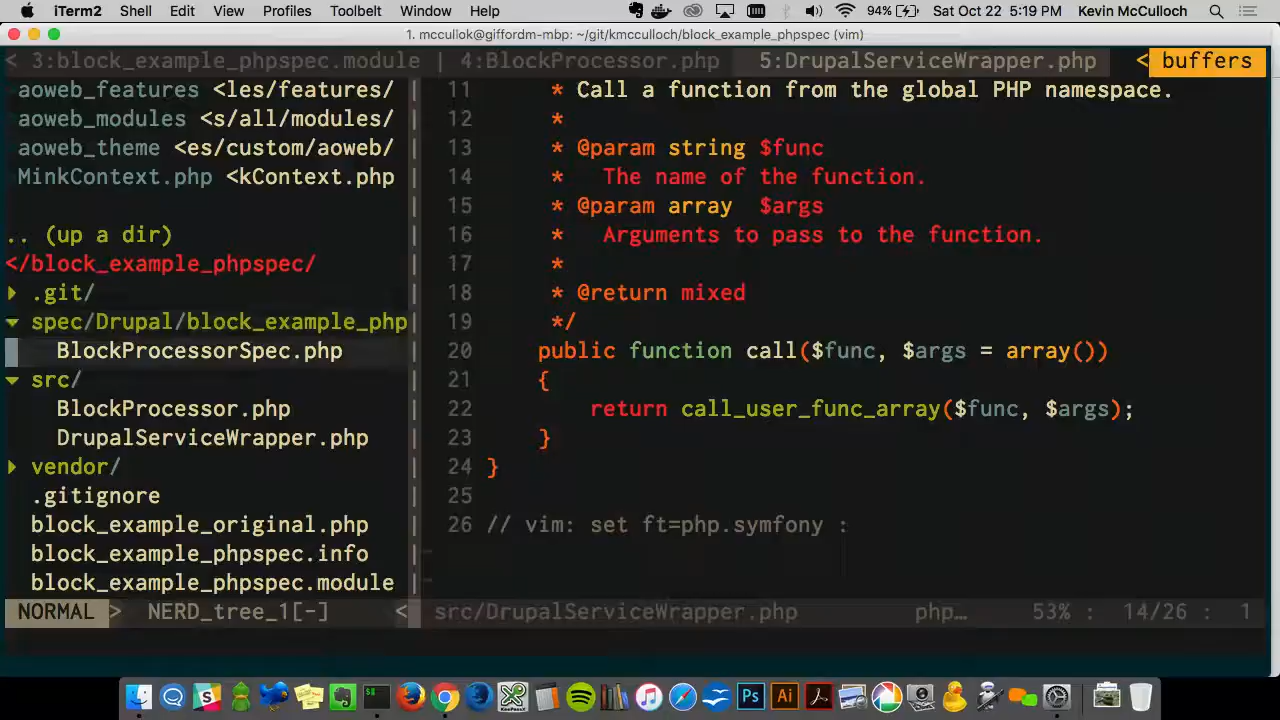 iTerm2 Shell Edit View Profiles Toolbelt Window Help 94% Sat Oct 22 5:19 PM Kevin McCulloch
1. mccullok@giffordm-mbp: ~/git/kmcculloch/block_example_phpspec (vim)
< 3:block_example_phpspec.module | 4:BlockProcessor.php 5:DrupalServiceWrapper.php < buffers
aoweb_features <les/features/
aoweb_modules <s/all/modules/
aoweb_theme <es/custom/aoweb/
MinkContext.php <kContext.php
.. (up a dir)
</block_example_phpspec/
▸ .git/
▾ spec/Drupal/block_example_php
BlockProcessorSpec.php
▾ src/
BlockProcessor.php
DrupalServiceWrapper.php
▸ vendor/
.gitignore
block_example_original.php
block_example_phpspec.info
block_example_phpspec.module
11 * Call a function from the global PHP namespace.
12 *
13 * @param string $func
14 * The name of the function.
15 * @param array $args
16 * Arguments to pass to the function.
17 *
18 * @return mixed
19 */
20 public function call($func, $args = array())
21 {
22 return call_user_func_array($func, $args);
23 }
24 }
25
26 // vim: set ft=php.symfony :
NORMAL > NERD_tree_1[-] < src/DrupalServiceWrapper.php php… 53% : 14/26 : 1
Ps Ai